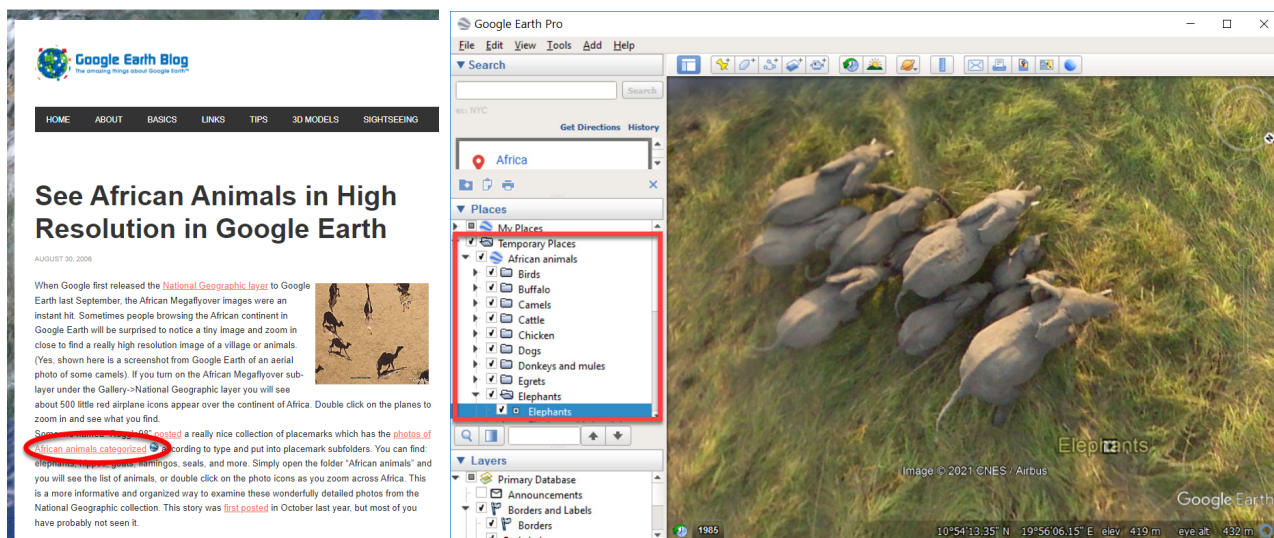 Google Earth Blog
The amazing things about Google Earth™
HOME ABOUT BASICS LINKS TIPS 3D MODELS SIGHTSEEING
See African Animals in High
Resolution in Google Earth
AUGUST 30, 2006
When Google first released the National Geographic layer to Google
Earth last September, the African Megaflyover images were an
instant hit. Sometimes people browsing the African continent in
Google Earth will be surprised to notice a tiny image and zoom in
close to find a really high resolution image of a village or animals.
(Yes, shown here is a screenshot from Google Earth of an aerial
photo of some camels). If you turn on the African Megaflyover sub-
layer under the Gallery->National Geographic layer you will see
about 500 little red airplane icons appear over the continent of Africa. Double click on the planes to
zoom in and see what you find.
posted a really nice collection of placemarks which has the photos of
African animals categorized according to type and put into placemark subfolders. You can find:
elephants, hippos, goats, flamingos, seals, and more. Simply open the folder “African animals” and
you will see the list of animals, or double click on the photo icons as you zoom across Africa. This
is a more informative and organized way to examine these wonderfully detailed photos from the
National Geographic collection. This story was first posted in October last year, but most of you
have probably not seen it.
Google Earth Pro
File Edit View Tools Add Help
Search
Search
ex: NYC
Get Directions History
Africa
Places
My Places
Temporary Places
African animals
Birds
Buffalo
Camels
Cattle
Chicken
Dogs
Donkeys and mules
Egrets
Elephants
Elephants
Layers
Primary Database
Announcements
Borders and Labels
Borders
Elephants
Image © 2021 CNES / Airbus
Google Earth
1985
10°54'13.35" N 19°56'06.15" E elev 419 m eye alt 432 m